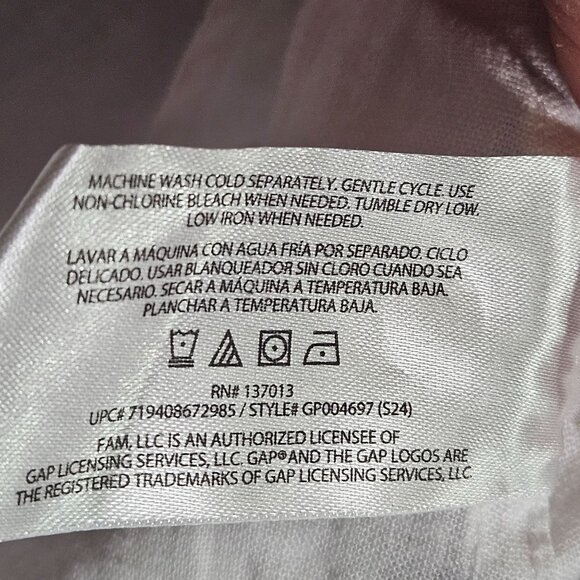 MACHINE WASH COLD SEPARATELY. GENTLE CYCLE. USE
NON-CHLORINE BLEACH WHEN NEEDED. TUMBLE DRY LOW.
LOW IRON WHEN NEEDED.
LAVAR A MÁQUINA CON AGUA FRÍA POR SEPARADO. CICLO
DELICADO. USAR BLANQUEADOR SIN CLORO CUANDO SEA
NECESARIO. SECAR A MÁQUINA A TEMPERATURA BAJA.
PLANCHAR A TEMPERATURA BAJA.
RN# 137013
UPC# 719408672985 / STYLE# GP004697 (S24)
FAM, LLC IS AN AUTHORIZED LICENSEE OF
GAP LICENSING SERVICES, LLC. GAP® AND THE GAP LOGOS ARE
THE REGISTERED TRADEMARKS OF GAP LICENSING SERVICES, LLC